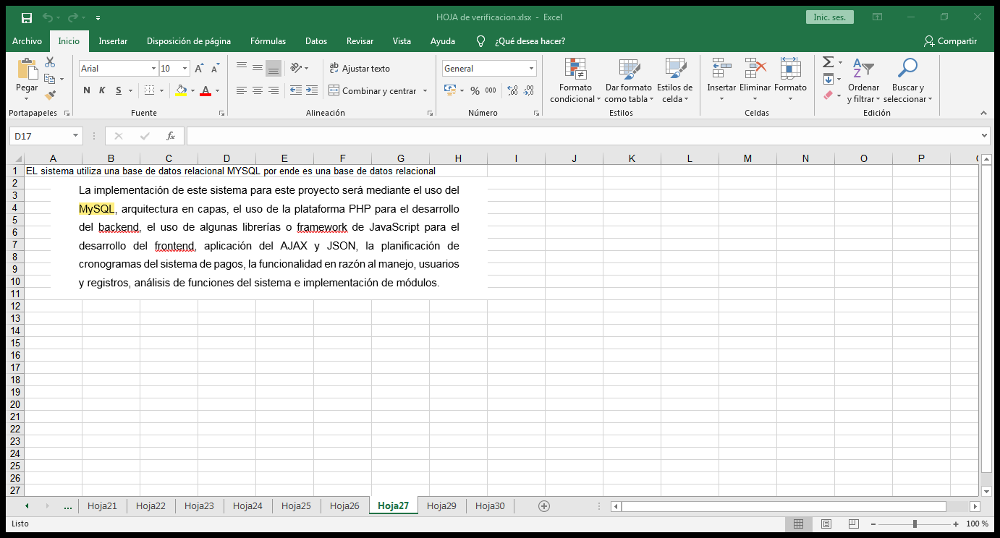 HOJA de verificacion.xlsx - Excel
Inic. ses.
Archivo Inicio Insertar Disposición de página Fórmulas Datos Revisar Vista Ayuda ¿Qué desea hacer? Compartir
Pegar
Portapapeles
Arial 10
N K S
Fuente
Ajustar texto
Combinar y centrar
Alineación
General
% 000
Número
Formato condicional
Dar formato como tabla
Estilos de celda
Estilos
Insertar Eliminar Formato
Celdas
Ordenar y filtrar
Buscar y seleccionar
Edición
D17
fx
A B C D E F G H I J K L M N O P
1 EL sistema utiliza una base de datos relacional MYSQL por ende es una base de datos relacional
La implementación de este sistema para este proyecto será mediante el uso del
MySQL, arquitectura en capas, el uso de la plataforma PHP para el desarrollo
del backend, el uso de algunas librerías o framework de JavaScript para el
desarrollo del frontend, aplicación del AJAX y JSON, la planificación de
cronogramas del sistema de pagos, la funcionalidad en razón al manejo, usuarios
y registros, análisis de funciones del sistema e implementación de módulos.
2
3
4
5
6
7
8
9
10
11
12
13
14
15
16
17
18
19
20
21
22
23
24
25
26
27
... Hoja21 Hoja22 Hoja23 Hoja24 Hoja25 Hoja26 Hoja27 Hoja29 Hoja30
Listo
100 %